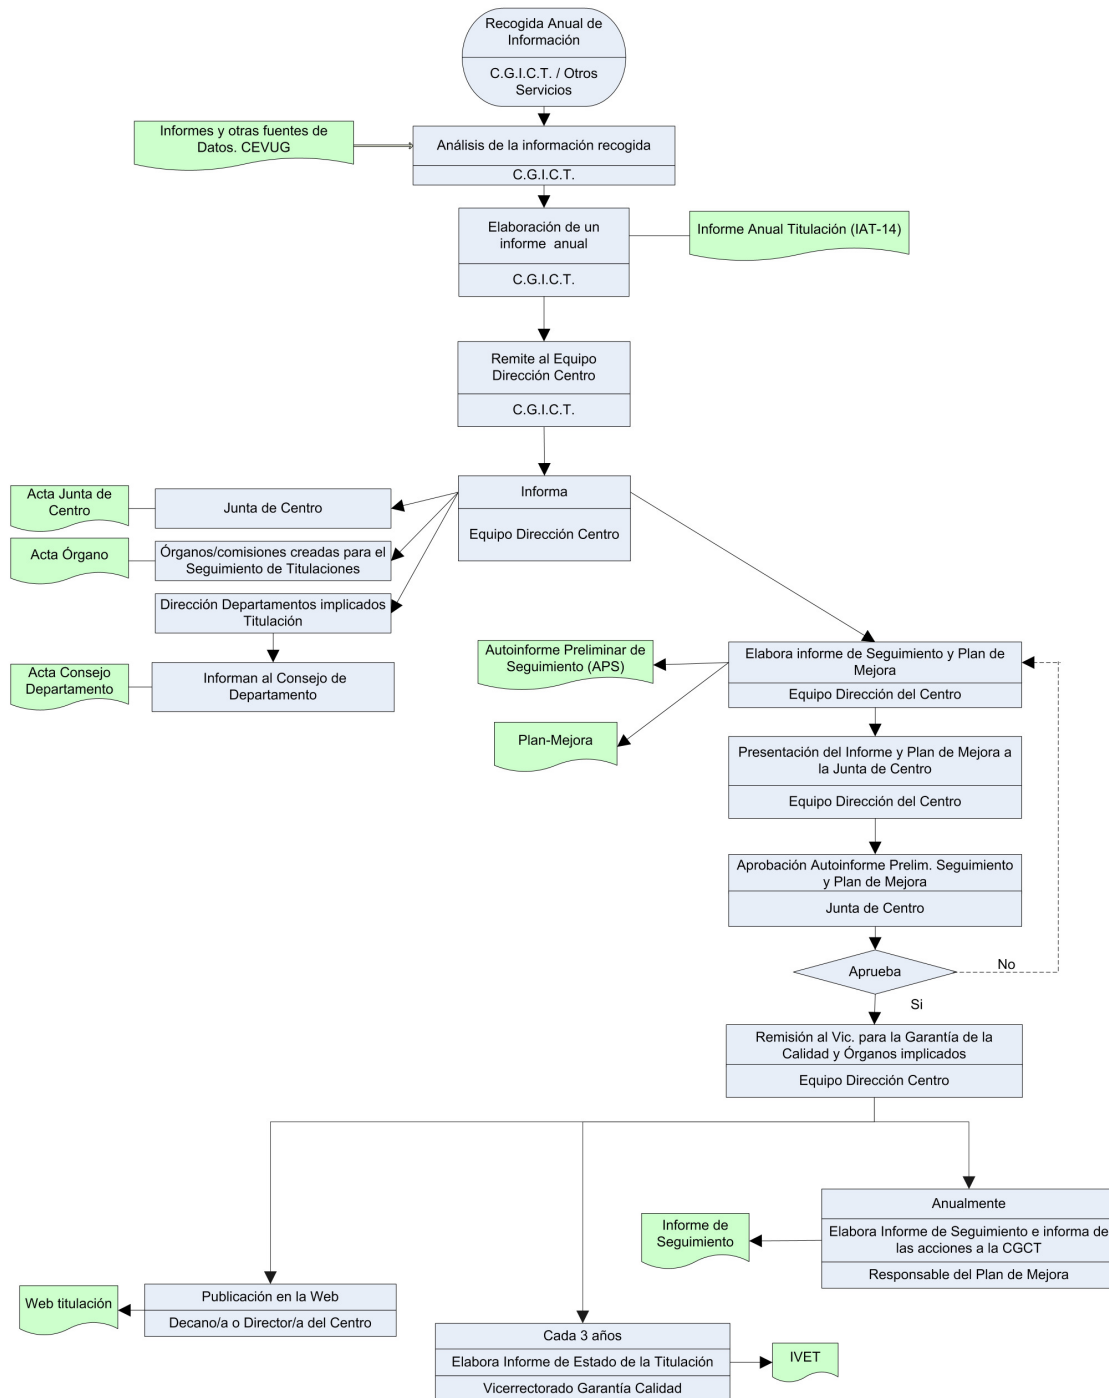 Recogida Anual de
Información
C.G.I.C.T. / Otros
Servicios
Informes y otras fuentes de
Datos. CEVUG
Análisis de la información recogida
C.G.I.C.T.
Elaboración de un
informe anual
C.G.I.C.T.
Informe Anual Titulación (IAT-14)
Remite al Equipo
Dirección Centro
C.G.I.C.T.
Informa
Equipo Dirección Centro
Acta Junta de
Centro
Junta de Centro
Acta Órgano
Órganos/comisiones creadas para el
Seguimiento de Titulaciones
Dirección Departamentos implicados
Titulación
Acta Consejo
Departamento
Informan al Consejo de
Departamento
Autoinforme Preliminar de
Seguimiento (APS)
Plan-Mejora
Elabora informe de Seguimiento y Plan de
Mejora
Equipo Dirección del Centro
Presentación del Informe y Plan de Mejora a
la Junta de Centro
Equipo Dirección del Centro
Aprobación Autoinforme Prelim. Seguimiento
y Plan de Mejora
Junta de Centro
Aprueba
No
Si
Remisión al Vic. para la Garantía de la
Calidad y Órganos implicados
Equipo Dirección Centro
Anualmente
Elabora Informe de Seguimiento e informa de
las acciones a la CGCT
Responsable del Plan de Mejora
Informe de
Seguimiento
Web titulación
Publicación en la Web
Decano/a o Director/a del Centro
Cada 3 años
Elabora Informe de Estado de la Titulación
Vicerrectorado Garantía Calidad
IVET